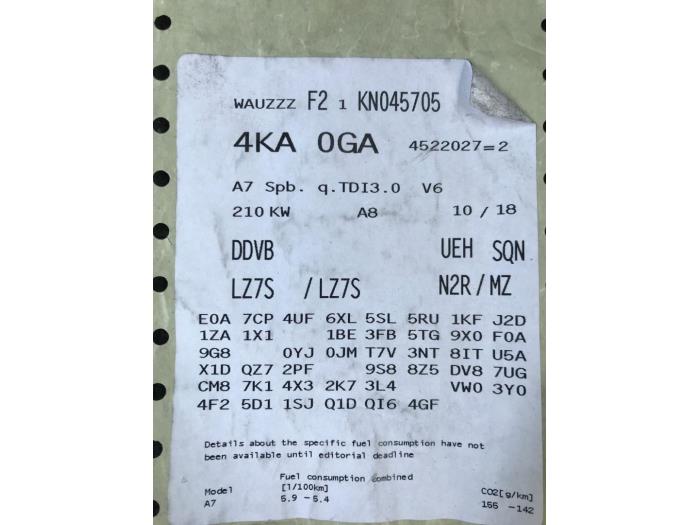 WAUZZZ F2 1 KN045705
4KA 0GA 4522027=2
A7 Spb. q.TDI3.0 V6
210 KW A8 10 / 18
DDVB UEH SQN
LZ7S / LZ7S N2R / MZ
E0A 7CP 4UF 6XL 5SL 5RU 1KF J2D
1ZA 1X1 1BE 3FB 5TG 9X0 F0A
9G8 0YJ 0JM T7V 3NT 8IT U5A
X1D QZ7 2PF 9S8 8Z5 DV8 7UG
CM8 7K1 4X3 2K7 3L4 VW0 3Y0
4F2 5D1 1SJ Q1D QI6 4GF
Details about the specific fuel consumption have not
been available until editorial deadline
Fuel consumption combined
Model [l/100km] CO2[g/km]
A7 5.9 - 5.4 155 -142